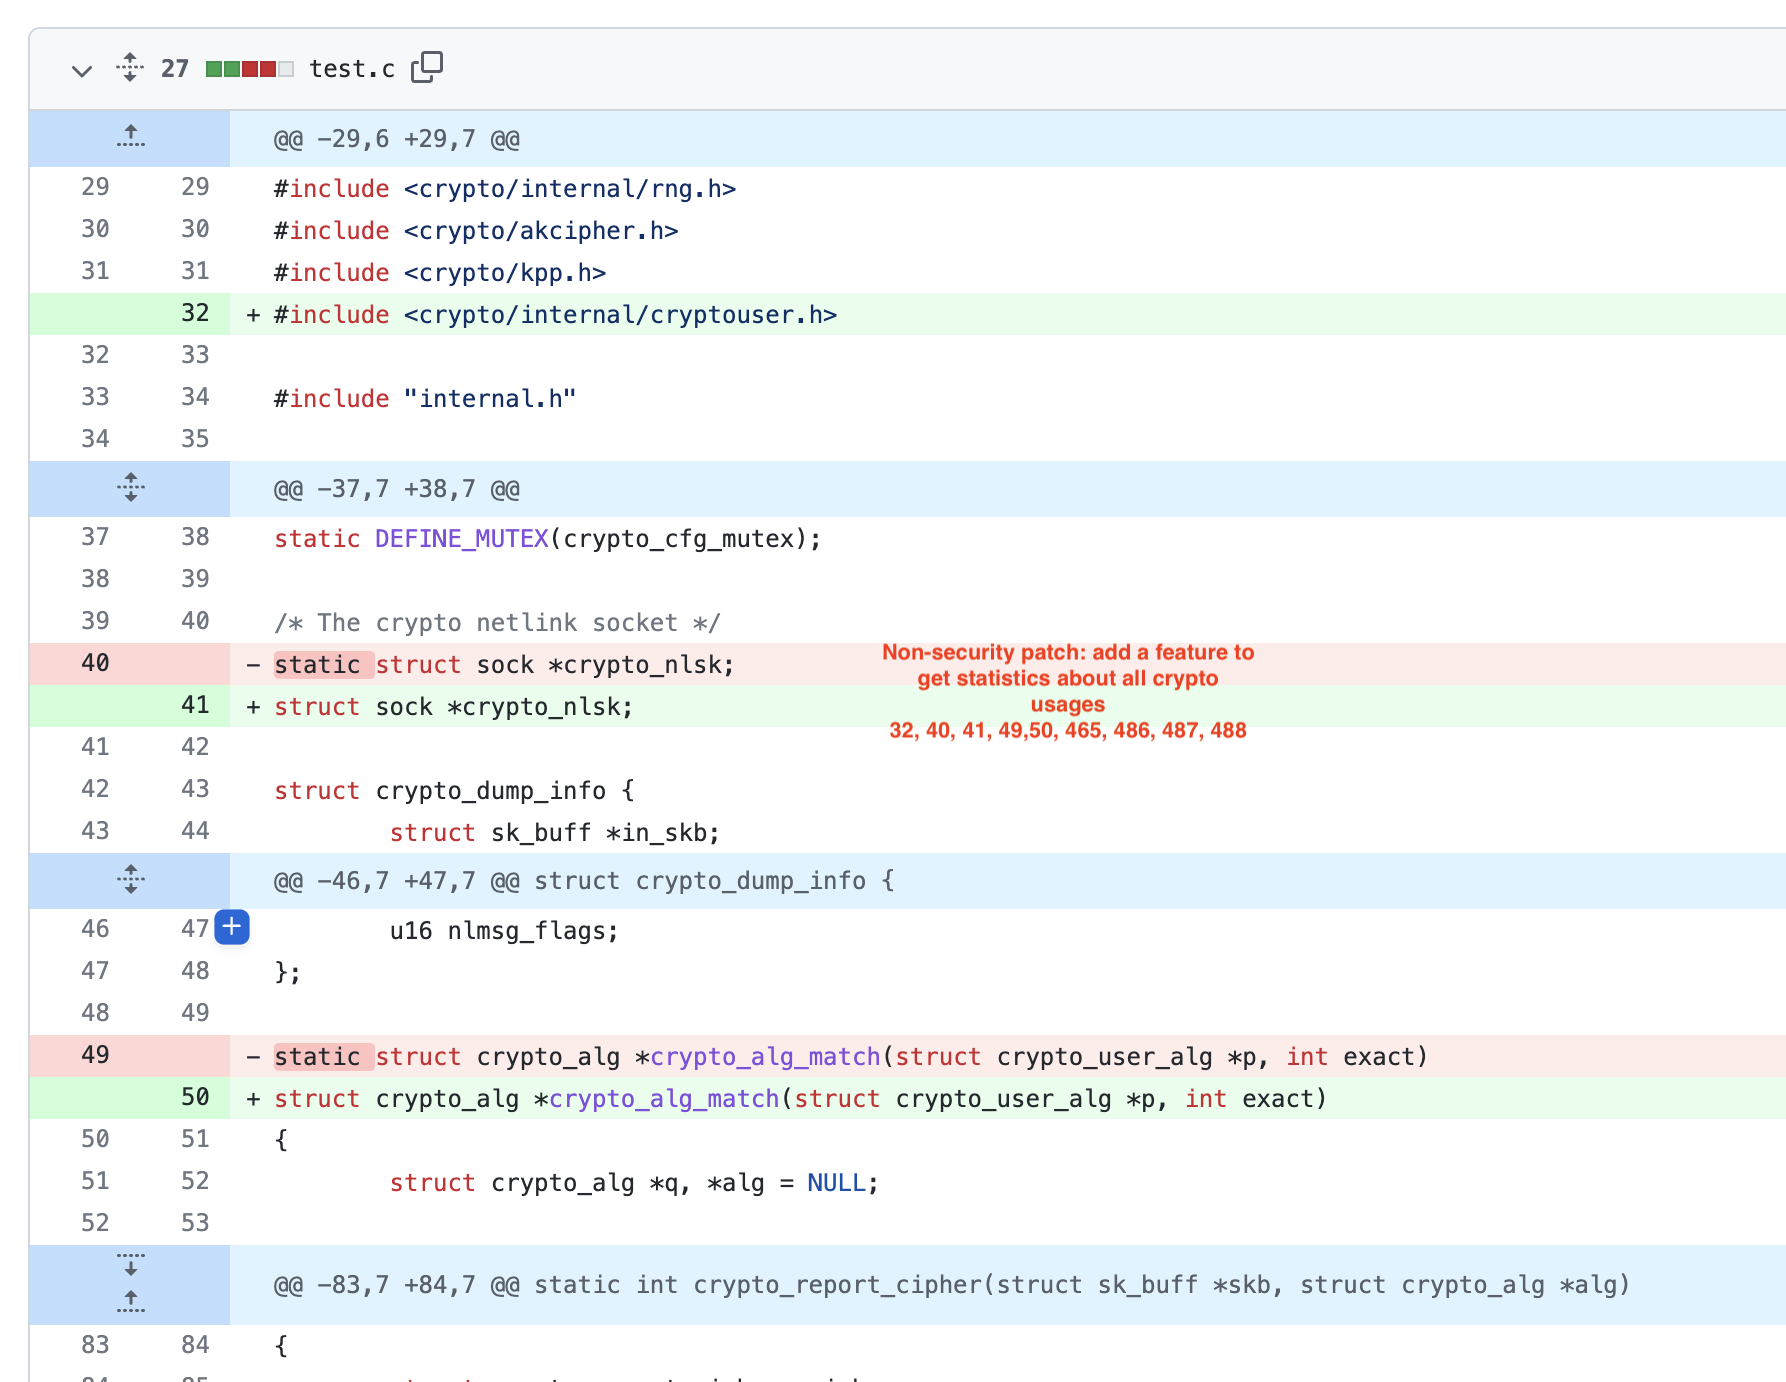 27 test.c
@@ -29,6 +29,7 @@
29 29 #include <crypto/internal/rng.h>
30 30 #include <crypto/akcipher.h>
31 31 #include <crypto/kpp.h>
32 + #include <crypto/internal/cryptouser.h>
32 33
33 34 #include "internal.h"
34 35
@@ -37,7 +38,7 @@
37 38 static DEFINE_MUTEX(crypto_cfg_mutex);
38 39
39 40 /* The crypto netlink socket */
40 - static struct sock *crypto_nlsk;
41 + struct sock *crypto_nlsk;
Non-security patch: add a feature to
get statistics about all crypto
usages
32, 40, 41, 49,50, 465, 486, 487, 488
41 42
42 43 struct crypto_dump_info {
43 44 struct sk_buff *in_skb;
@@ -46,7 +47,7 @@ struct crypto_dump_info {
46 47 u16 nlmsg_flags;
47 48 };
48 49
49 - static struct crypto_alg *crypto_alg_match(struct crypto_user_alg *p, int exact)
50 + struct crypto_alg *crypto_alg_match(struct crypto_user_alg *p, int exact)
50 51 {
51 52 struct crypto_alg *q, *alg = NULL;
52 53
@@ -83,7 +84,7 @@ static int crypto_report_cipher(struct sk_buff *skb, struct crypto_alg *alg)
83 84 {